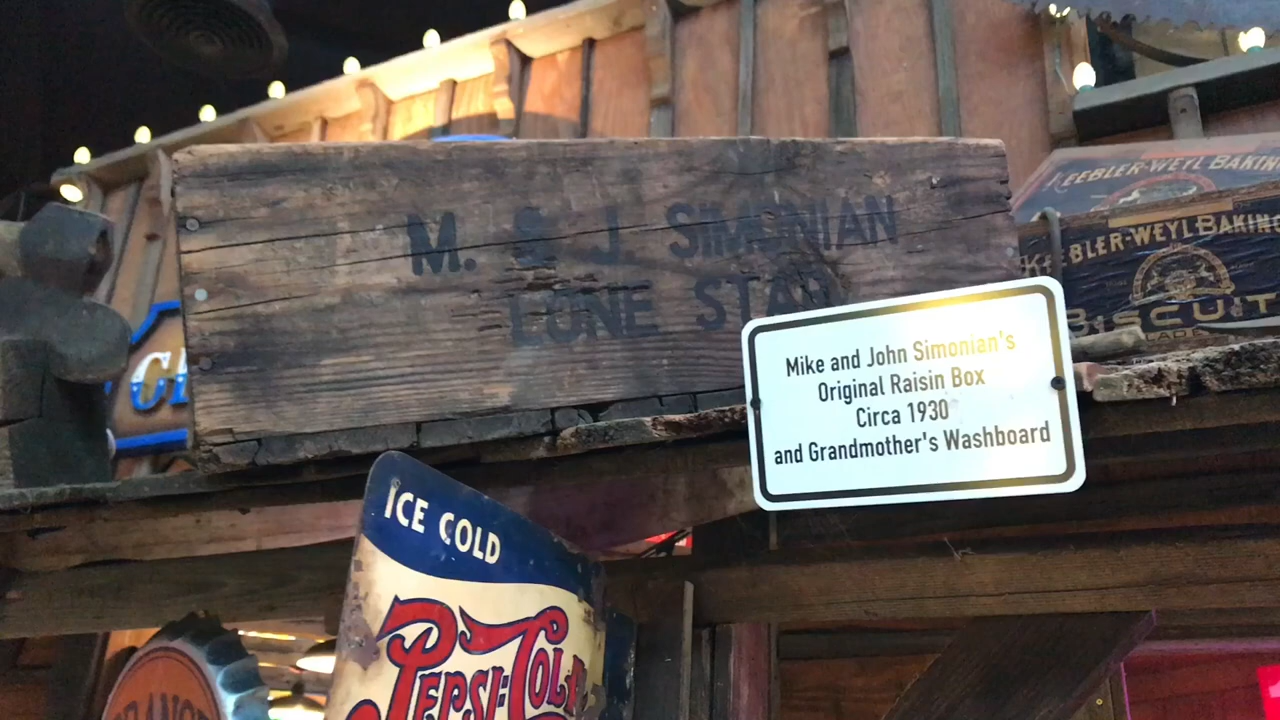 M. & J. SIMONIAN
LONE STAR
KEEBLER-WEYL BAKING
KEEBLER-WEYL BAKING
BISCUIT
Mike and John Simonian's
Original Raisin Box
Circa 1930
and Grandmother's Washboard
ICE COLD
PEPSI:COLA
ORANGE